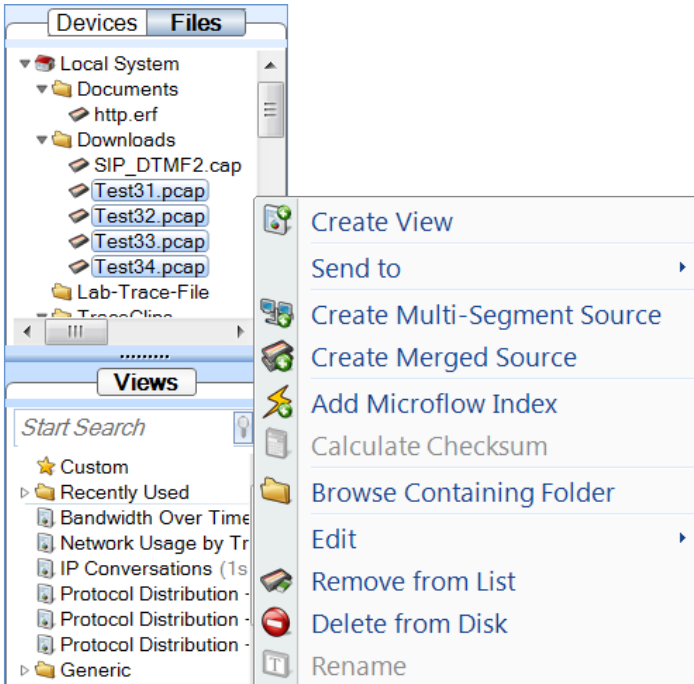 Devices Files
Local System
Documents
http.erf
Downloads
SIP_DTMF2.cap
Test31.pcap
Test32.pcap
Test33.pcap
Test34.pcap
Lab-Trace-File
TraceClips
Views
Start Search
Custom
Recently Used
Bandwidth Over Time
Network Usage by Tr
IP Conversations (1s
Protocol Distribution -
Protocol Distribution -
Protocol Distribution -
Generic
Create View
Send to
Create Multi-Segment Source
Create Merged Source
Add Microflow Index
Calculate Checksum
Browse Containing Folder
Edit
Remove from List
Delete from Disk
Rename